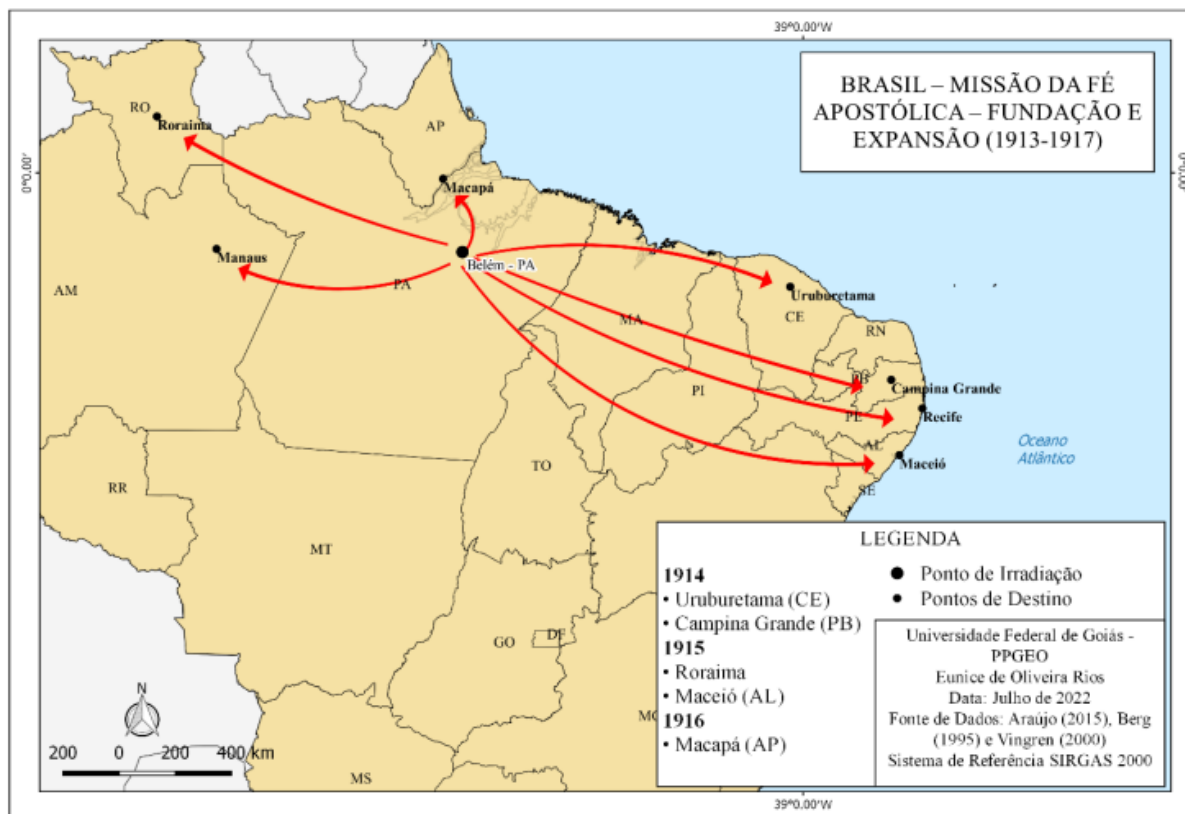 39°0.00'W
BRASIL – MISSÃO DA FÉ
APOSTÓLICA – FUNDAÇÃO E
EXPANSÃO (1913-1917)
RO
Roraima
AP
0°0.00'
Macapá
Belém - PA
Manaus
AM
PA
Uruburetama
CE
MA
RN
PB
Campina Grande
PI
PE
Recife
AL
Maceió
SE
Oceano
Atlântico
TO
RR
MT
GO
DF
MS
N
200 0 200 400 km
LEGENDA
1914
• Uruburetama (CE)
• Campina Grande (PB)
1915
• Roraima
• Maceió (AL)
1916
• Macapá (AP)
Ponto de Irradiação
Pontos de Destino
Universidade Federal de Goiás -
PPGEO
Eunice de Oliveira Rios
Data: Julho de 2022
Fonte de Dados: Araújo (2015), Berg
(1995) e Vingren (2000)
Sistema de Referência SIRGAS 2000
39°0.00'W